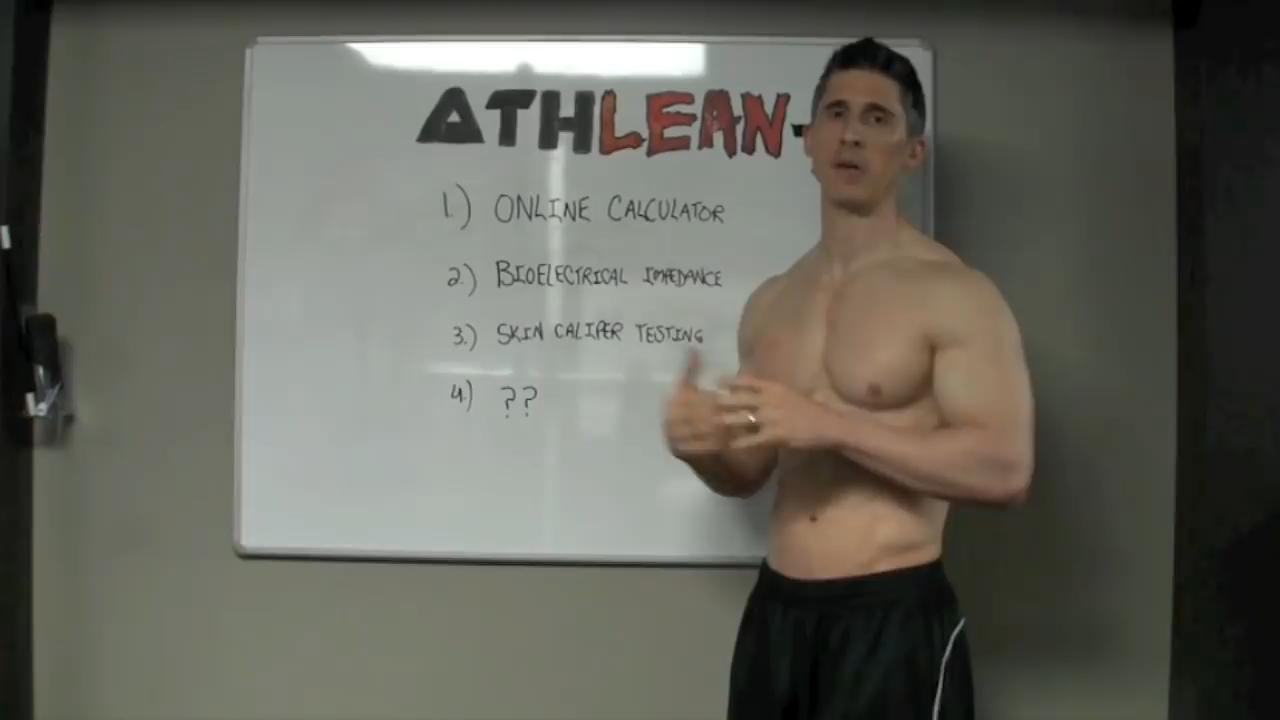 ATHLEAN-
1.) ONLINE CALCULATOR
2.) BIOELECTRICAL IMPEDANCE
3.) SKIN CALIPER TESTING
4.) ??